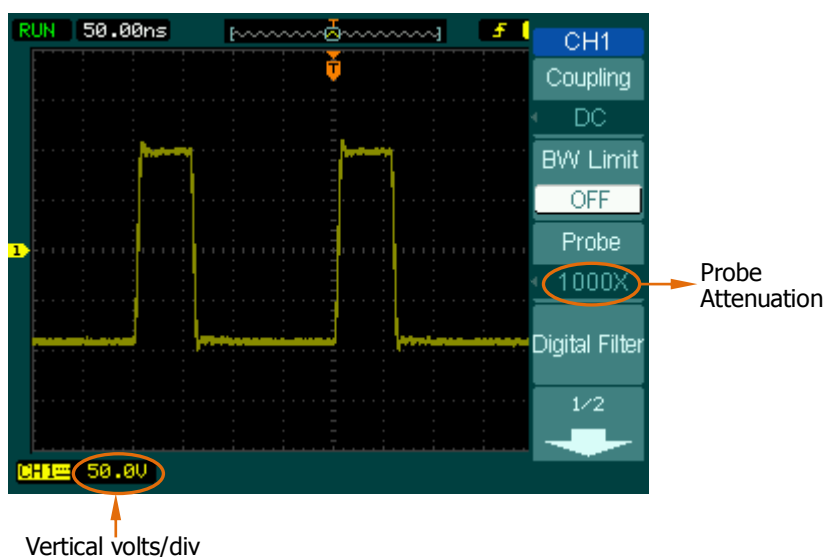 RUN 50.00ns
T
T
CH1
Coupling
DC
BW Limit
OFF
Probe
1000X
Digital Filter
1/2
1
CH1 50.0V
Probe
Attenuation
Vertical volts/div